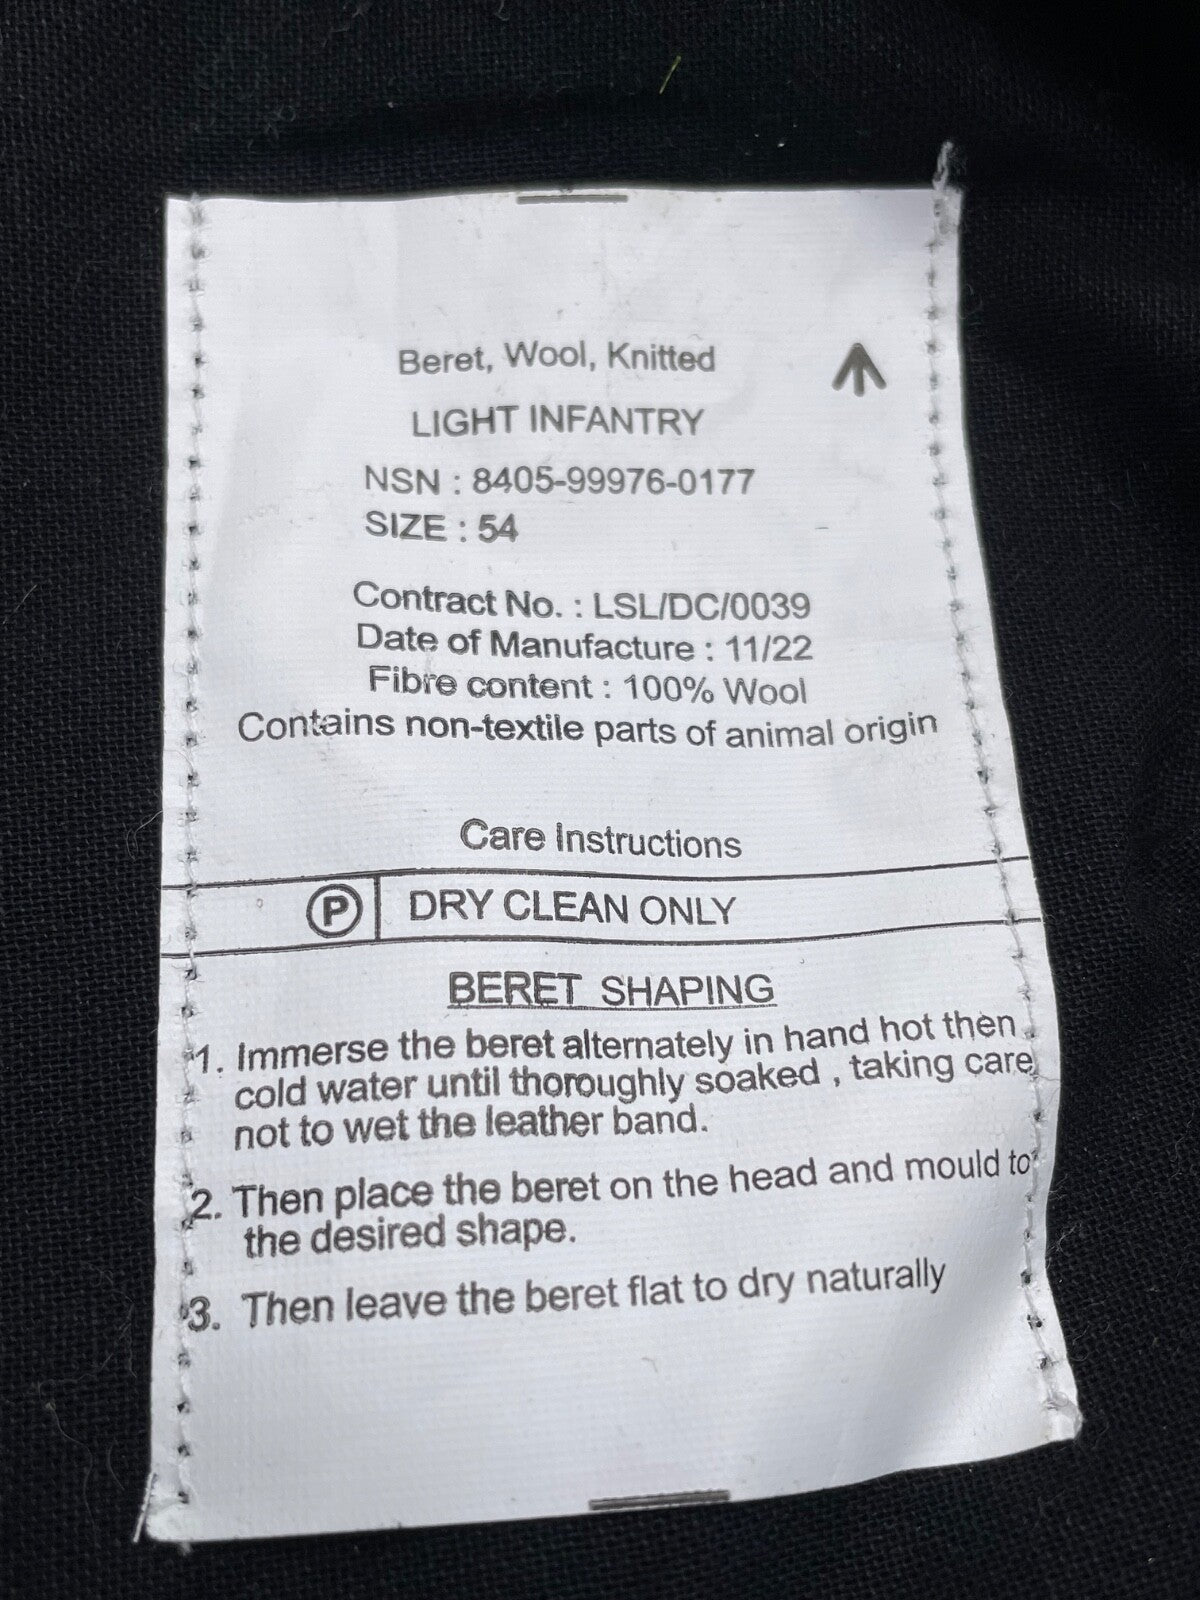 Beret, Wool, Knitted
LIGHT INFANTRY
NSN : 8405-99976-0177
SIZE : 54
Contract No. : LSL/DC/0039
Date of Manufacture : 11/22
Fibre content : 100% Wool
Contains non-textile parts of animal origin
Care Instructions
P DRY CLEAN ONLY
BERET SHAPING
1. Immerse the beret alternately in hand hot then
cold water until thoroughly soaked , taking care
not to wet the leather band.
2. Then place the beret on the head and mould to
the desired shape.
3. Then leave the beret flat to dry naturally